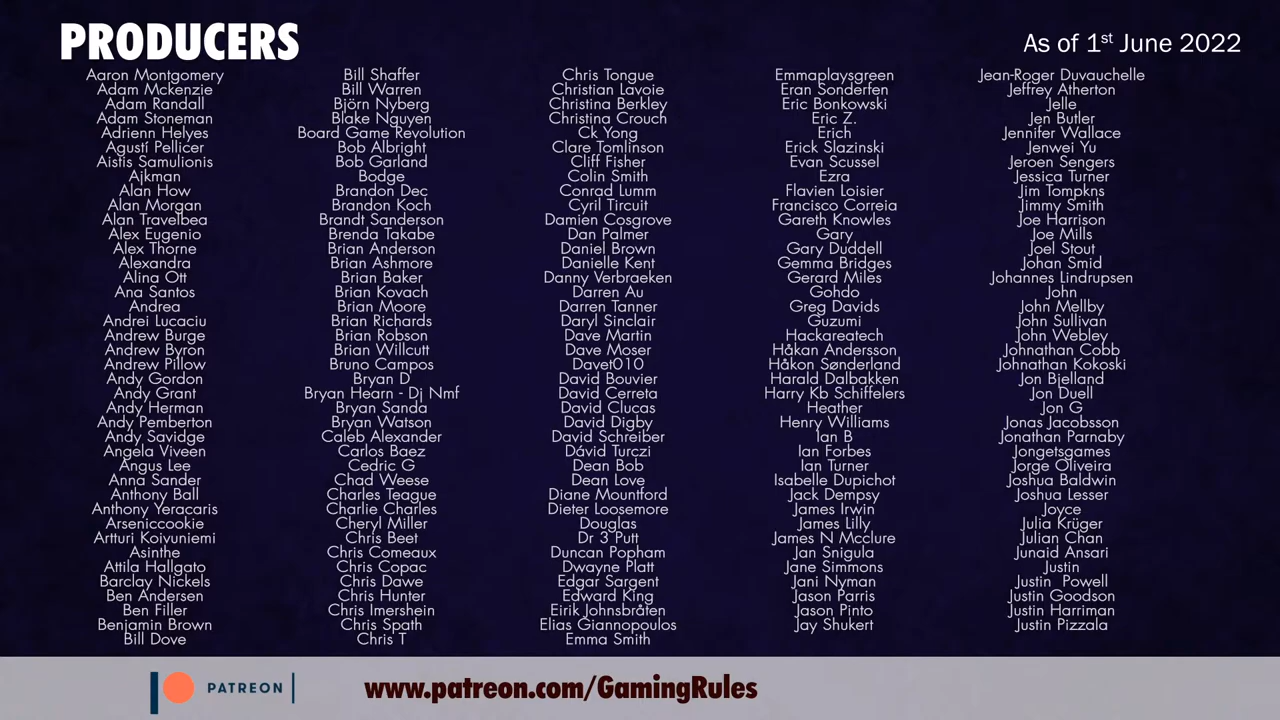 PRODUCERS
As of 1st June 2022
Aaron Montgomery
Adam Mckenzie
Adam Randall
Adam Stoneman
Adrienn Helyes
Agustí Pellicer
Aistis Samulionis
Ajkman
Alan How
Alan Morgan
Alan Travelbea
Alex Eugenio
Alex Thorne
Alexandra
Alina Ott
Ana Santos
Andrea
Andrei Lucaciu
Andrew Burge
Andrew Byron
Andrew Pillow
Andy Gordon
Andy Grant
Andy Herman
Andy Pemberton
Andy Savidge
Angela Viveen
Angus Lee
Anna Sander
Anthony Ball
Anthony Yeracaris
Arseniccookie
Artturi Koivuniemi
Asinthe
Attila Hallgato
Barclay Nickels
Ben Andersen
Ben Filler
Benjamin Brown
Bill Dove
Bill Shaffer
Bill Warren
Björn Nyberg
Blake Nguyen
Board Game Revolution
Bob Albright
Bob Garland
Bodge
Brandon Dec
Brandon Koch
Brandt Sanderson
Brenda Takabe
Brian Anderson
Brian Ashmore
Brian Baker
Brian Kovach
Brian Moore
Brian Richards
Brian Robson
Brian Willcutt
Bruno Campos
Bryan D
Bryan Hearn - Dj Nmf
Bryan Sanda
Bryan Watson
Caleb Alexander
Carlos Baez
Cedric G
Chad Weese
Charles Teague
Charlie Charles
Cheryl Miller
Chris Beet
Chris Comeaux
Chris Copac
Chris Dawe
Chris Hunter
Chris Imershein
Chris Spath
Chris T
Chris Tongue
Christian Lavoie
Christina Berkley
Christina Crouch
Ck Yong
Clare Tomlinson
Cliff Fisher
Colin Smith
Conrad Lumm
Cyril Tircuit
Damien Cosgrove
Dan Palmer
Daniel Brown
Danielle Kent
Danny Verbraeken
Darren Au
Darren Tanner
Daryl Sinclair
Dave Martin
Dave Moser
Davet010
David Bouvier
David Cerreta
David Clucas
David Digby
David Schreiber
Dávid Turczi
Dean Bob
Dean Love
Diane Mountford
Dieter Loosemore
Douglas
Dr 3 Putt
Duncan Popham
Dwayne Platt
Edgar Sargent
Edward King
Eirik Johnsbråten
Elias Giannopoulos
Emma Smith
Emmaplaysgreen
Eran Sonderfen
Eric Bonkowski
Eric Z.
Erich
Erick Slazinski
Evan Scussel
Ezra
Flavien Loisier
Francisco Correia
Gareth Knowles
Gary
Gary Duddell
Gemma Bridges
Gerard Miles
Gohdo
Greg Davids
Guzumi
Hackareatech
Håkan Andersson
Håkon Sønderland
Harald Dalbakken
Harry Kb Schiffelers
Heather
Henry Williams
Ian B
Ian Forbes
Ian Turner
Isabelle Dupichot
Jack Dempsy
James Irwin
James Lilly
James N Mcclure
Jan Snigula
Jane Simmons
Jani Nyman
Jason Parris
Jason Pinto
Jay Shukert
Jean-Roger Duvauchelle
Jeffrey Atherton
Jelle
Jen Butler
Jennifer Wallace
Jenwei Yu
Jeroen Sengers
Jessica Turner
Jim Tompkns
Jimmy Smith
Joe Harrison
Joe Mills
Joel Stout
Johan Smid
Johannes Lindrupsen
John
John Mellby
John Sullivan
John Webley
Johnathan Cobb
Johnathan Kokoski
Jon Bjelland
Jon Duell
Jon G
Jonas Jacobsson
Jonathan Parnaby
Jongetsgames
Jorge Oliveira
Joshua Baldwin
Joshua Lesser
Joyce
Julia Krüger
Julian Chan
Junaid Ansari
Justin
Justin  Powell
Justin Goodson
Justin Harriman
Justin Pizzala
PATREON
www.patreon.com/GamingRules